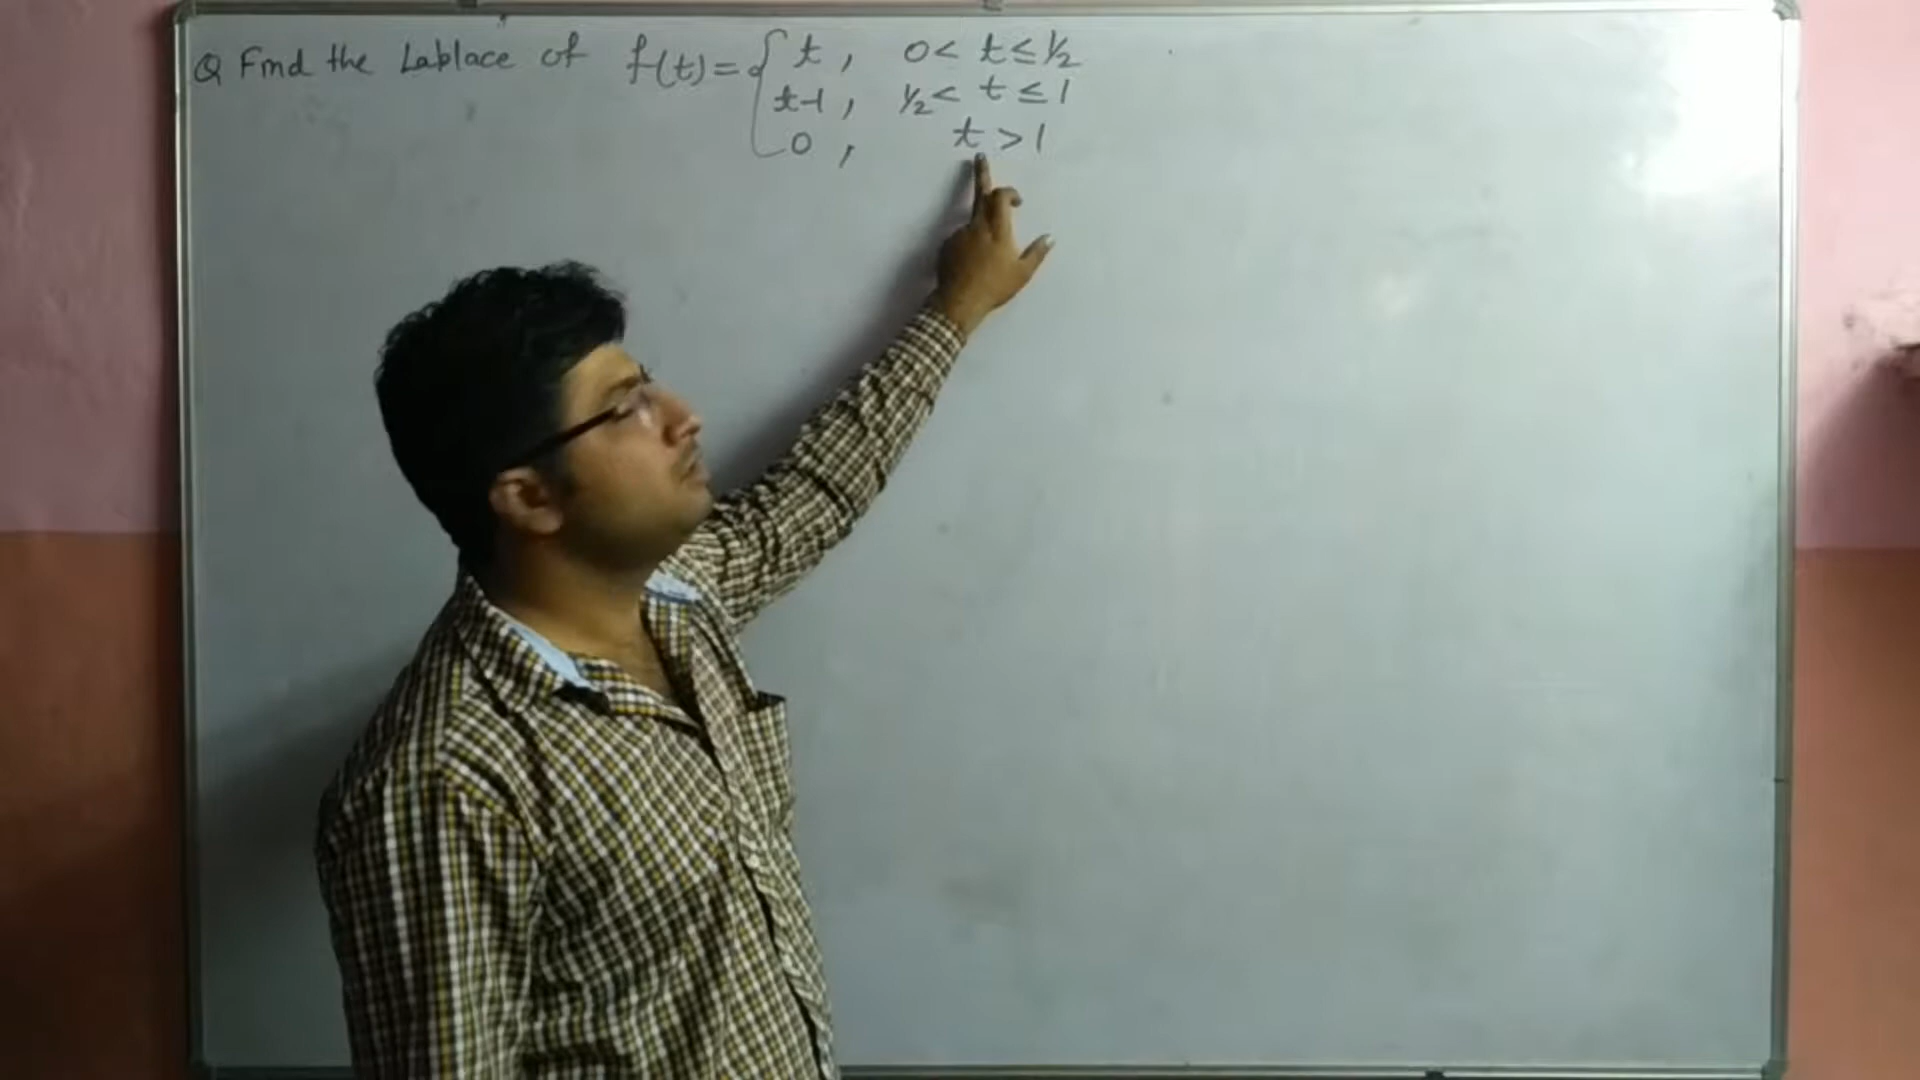 Q Find the Lablace of f(t)= { t, 0< t ≤ 1/2
t-1, 1/2 < t ≤ 1
0, t > 1